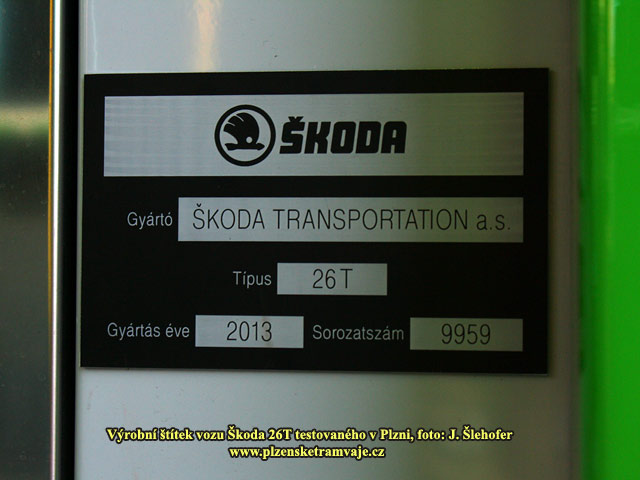 ŠKODA
Gyártó ŠKODA TRANSPORTATION a.s.
Típus 26 T
Gyártás éve 2013 Sorozatszám 9959
Výrobní štítek vozu Škoda 26T testovaného v Plzni, foto: J. Šlehofer
www.plzensketramvaje.cz